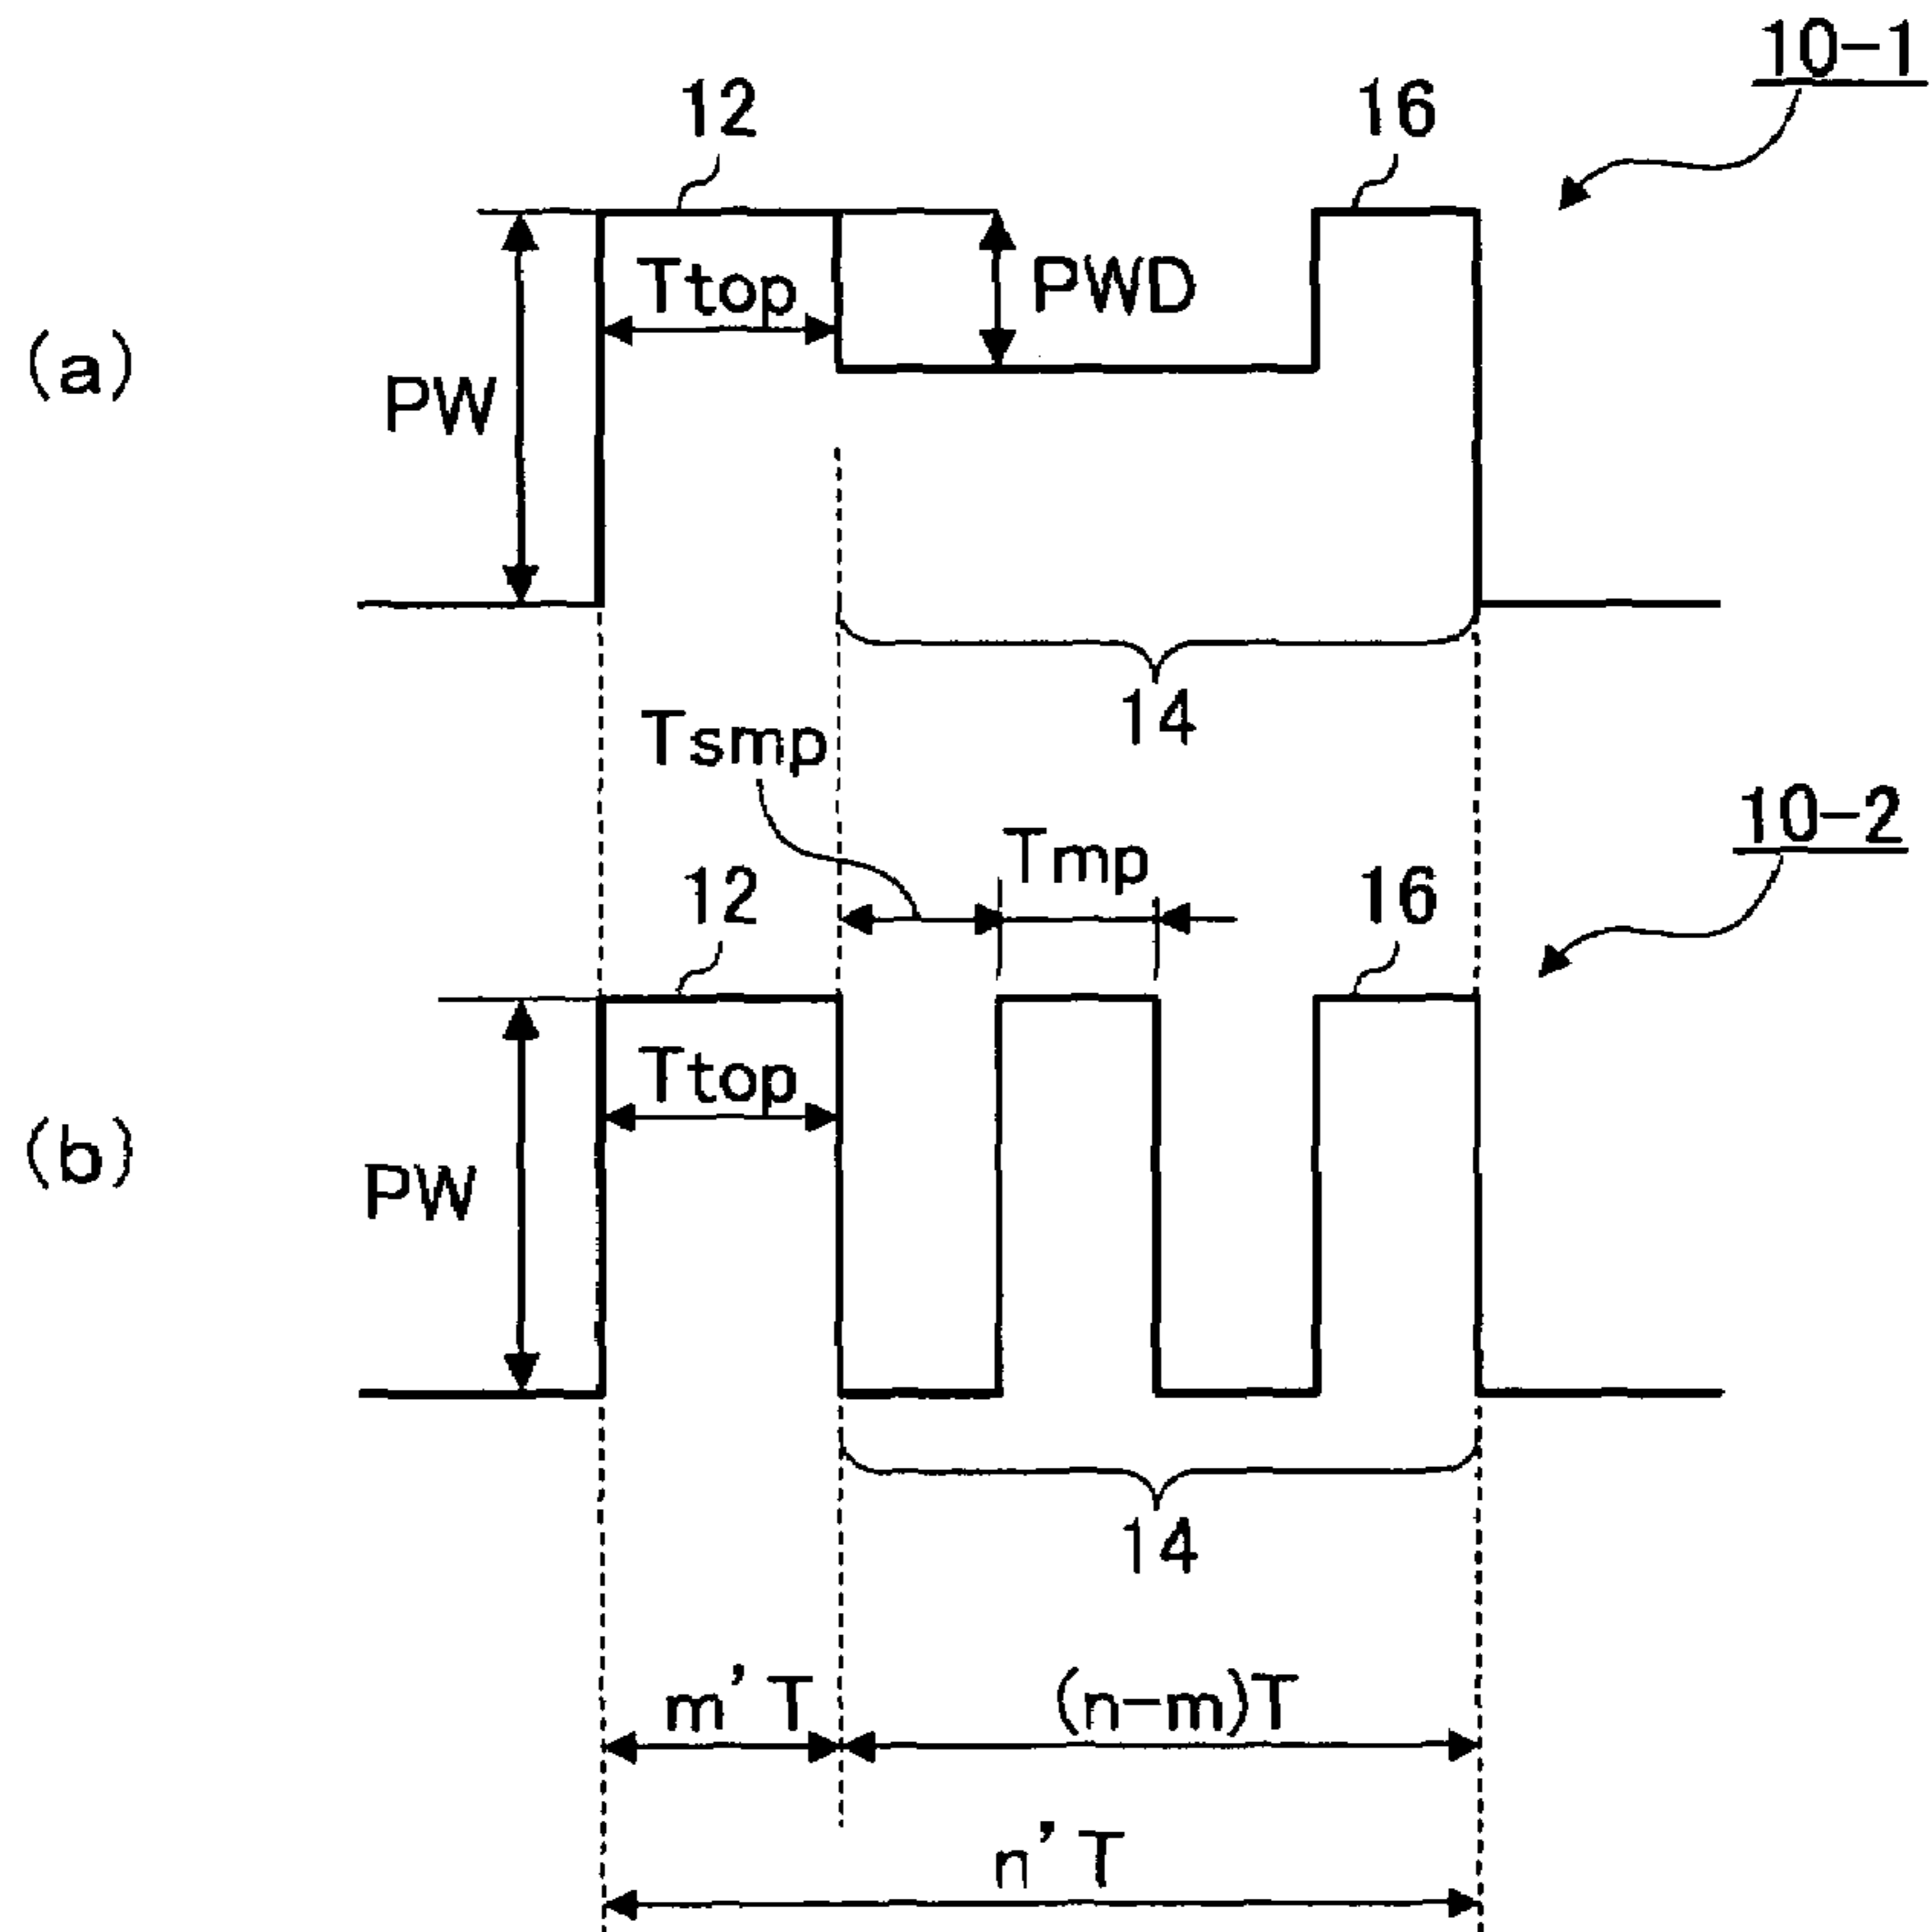 10-1
12
16
Ttop
PWD
(a)
PW
14
Tsmp
10-2
Tmp
12
16
Ttop
(b)
PW
14
m'T
(n-m)T
n'T